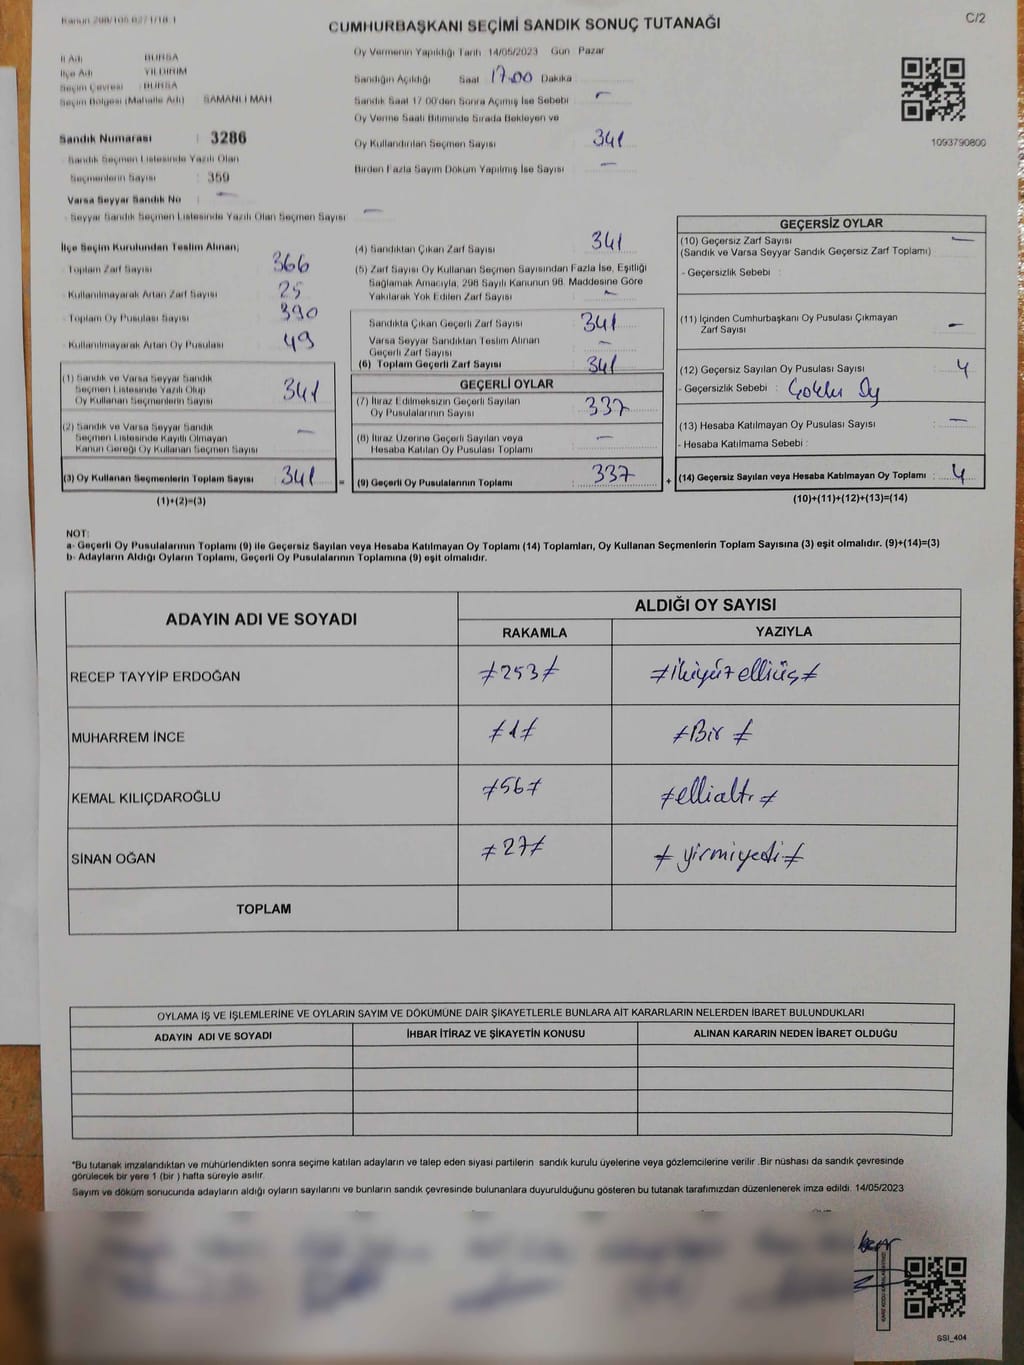 CUMHURBAŞKANI SEÇİMİ SANDIK SONUÇ TUTANAĞI
C/2
İl Adı : BURSA
İlçe Adı : YILDIRIM
Seçim Çevresi : BURSA
Seçim Bölgesi (Mahalle Adı) : SAMANLI MAH
Sandık Numarası : 3286
Sandık Seçmen Listesinde Yazılı Olan
Seçmenlerin Sayısı : 359
Varsa Seyyar Sandık No : —
Seyyar Sandık Seçmen Listesinde Yazılı Olan Seçmen Sayısı —
Oy Vermenin Yapıldığı Tarih 14/05/2023 Gün Pazar
Sandığın Açıldığı Saat 17.00 Dakika
Sandık Saat 17 00'den Sonra Açımış İse Sebebi —
Oy Verme Saati Bitiminde Sırada Bekleyen ve
Oy Kullandırılan Seçmen Sayısı 341
Birden Fazla Sayım Döküm Yapılmış İse Sayısı —
1093790800
İlçe Seçim Kurulundan Teslim Alınan;
Toplam Zarf Sayısı 366
- Kullanılmayarak Artan Zarf Sayısı 25
- Toplam Oy Pusulası Sayısı 390
- Kullanılmayarak Artan Oy Pusulası 49
(1) Sandık ve Varsa Seyyar Sandık
Seçmen Listesinde Yazılı Olup
Oy Kullanan Seçmenlerin Sayısı 341
(2) Sandık ve Varsa Seyyar Sandık
Seçmen Listesinde Kayıtlı Olmayan
Kanun Gereği Oy Kullanan Seçmen Sayısı —
(3) Oy Kullanan Seçmenlerin Toplam Sayısı 341 =
(1)+(2)=(3)
(4) Sandıktan Çıkan Zarf Sayısı 341
(5) Zarf Sayısı Oy Kullanan Seçmen Sayısından Fazla İse, Eşitliği
Sağlamak Amacıyla, 298 Sayılı Kanunun 98. Maddesine Göre
Yakılarak Yok Edilen Zarf Sayısı —
Sandıkta Çıkan Geçerli Zarf Sayısı 341
Varsa Seyyar Sandıktan Teslim Alınan
Geçerli Zarf Sayısı —
(6) Toplam Geçerli Zarf Sayısı 341
GEÇERLİ OYLAR
(7) İtiraz Edilmeksizin Geçerli Sayılan
Oy Pusulalarının Sayısı 337
(8) İtiraz Üzerine Geçerli Sayılan veya
Hesaba Katılan Oy Pusulası Toplamı —
(9) Geçerli Oy Pusulalarının Toplamı : 337 +
GEÇERSİZ OYLAR
(10) Geçersiz Zarf Sayısı —
(Sandık ve Varsa Seyyar Sandık Geçersiz Zarf Toplamı)
- Geçersizlik Sebebi :
(11) İçinden Cumhurbaşkanı Oy Pusulası Çıkmayan
Zarf Sayısı —
(12) Geçersiz Sayılan Oy Pusulası Sayısı 4
- Geçersizlik Sebebi : Çoklu Oy
(13) Hesaba Katılmayan Oy Pusulası Sayısı : —
- Hesaba Katılmama Sebebi :
(14) Geçersiz Sayılan veya Hesaba Katılmayan Oy Toplamı : 4
(10)+(11)+(12)+(13)=(14)
NOT:
a- Geçerli Oy Pusulalarının Toplamı (9) ile Geçersiz Sayılan veya Hesaba Katılmayan Oy Toplamı (14) Toplamları, Oy Kullanan Seçmenlerin Toplam Sayısına (3) eşit olmalıdır. (9)+(14)=(3)
b- Adayların Aldığı Oyların Toplamı, Geçerli Oy Pusulalarının Toplamına (9) eşit olmalıdır.
ADAYIN ADI VE SOYADI
ALDIĞI OY SAYISI
RAKAMLA YAZIYLA
RECEP TAYYİP ERDOĞAN ≠253≠ ≠ikiyüzelliüç≠
MUHARREM İNCE ≠1≠ ≠Bir≠
KEMAL KILIÇDAROĞLU ≠56≠ ≠ellialtı≠
SİNAN OĞAN ≠27≠ ≠yirmiyedi≠
TOPLAM
OYLAMA İŞ VE İŞLEMLERİNE VE OYLARIN SAYIM VE DÖKÜMÜNE DAİR ŞİKAYETLERLE BUNLARA AİT KARARLARIN NELERDEN İBARET BULUNDUKLARI
ADAYIN ADI VE SOYADI İHBAR İTİRAZ VE ŞİKAYETİN KONUSU ALINAN KARARIN NEDEN İBARET OLDUĞU
*Bu tutanak imzalandıktan ve mühürlendikten sonra seçime katılan adayların ve talep eden siyasi partilerin sandık kurulu üyelerine veya gözlemcilerine verilir .Bir nüshası da sandık çevresinde
görülecek bir yere 1 (bir ) hafta süreyle asılır.
Sayım ve döküm sonucunda adayların aldığı oyların sayılarını ve bunların sandık çevresinde bulunanlara duyurulduğunu gösteren bu tutanak tarafımızdan düzenlenerek imza edildi. 14/05/2023
SSI_404